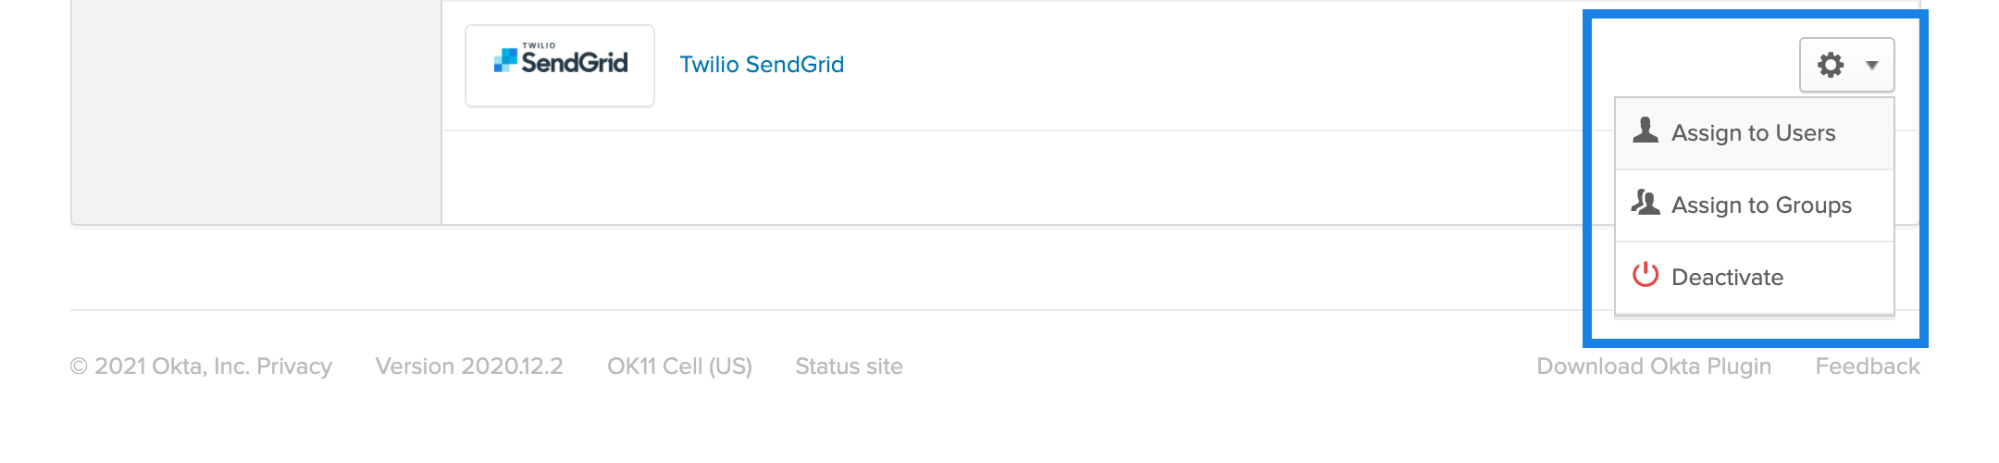 TWILIO
SendGrid
Twilio SendGrid
Assign to Users
Assign to Groups
Deactivate
© 2021 Okta, Inc. Privacy Version 2020.12.2 OK11 Cell (US) Status site Download Okta Plugin Feedback